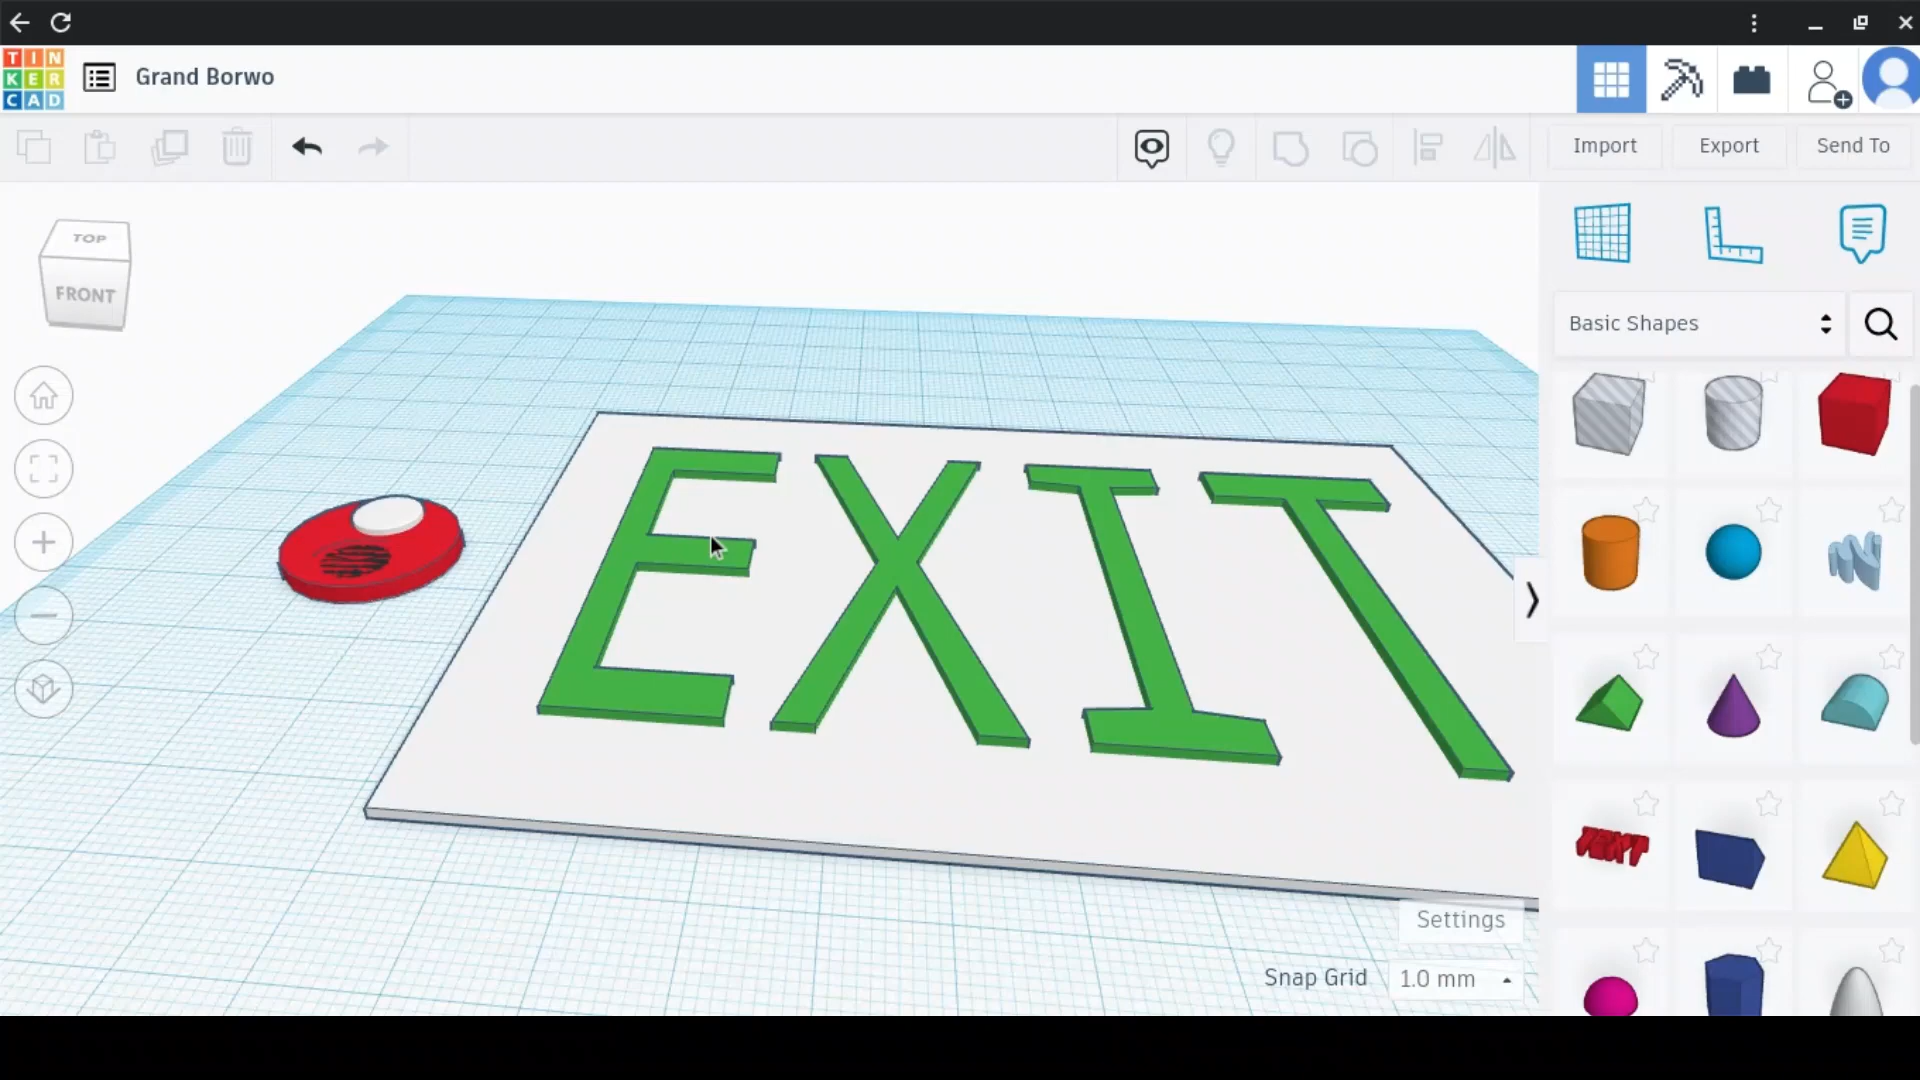 TIN
KER
CAD
Grand Borwo
Import
Export
Send To
TOP
FRONT
Basic Shapes
EXIT
TEXT
Settings
Snap Grid
1.0 mm